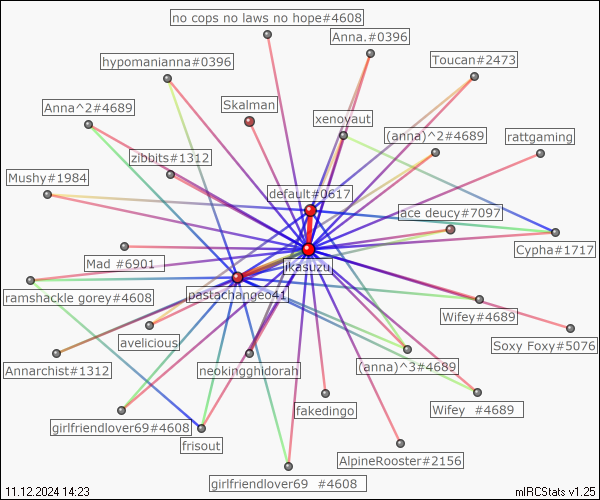 no cops no laws no hope#4608
Anna.#0396
hypomanianna#0396
Toucan#2473
Anna^2#4689
Skalman
xenovaut
(anna)^2#4689
rattgaming
zibbits#1312
Mushy#1984
default#0617
ace deucy#7097
Cypha#1717
Mad #6901
ikasuzu
ramshackle gorey#4608
pastachange041
Wifey#4689
avelicious
Soxy Foxy#5076
Annarchist#1312
neokingghidorah
(anna)^3#4689
girlfriendlover69#4608
fakedingo
Wifey  #4689
frisout
AlpineRooster#2156
girlfriendlover69  #4608
11.12.2024 14:23
mIRCStats v1.25